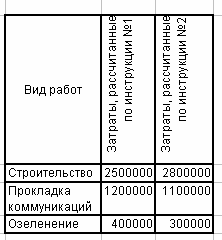 Вид работ
Затраты, рассчитанные
по инструкции №1
Затраты, рассчитанные
по инструкции №2
Строительство 2500000 2800000
Прокладка
коммуникаций 1200000 1100000
Озеленение 400000 300000